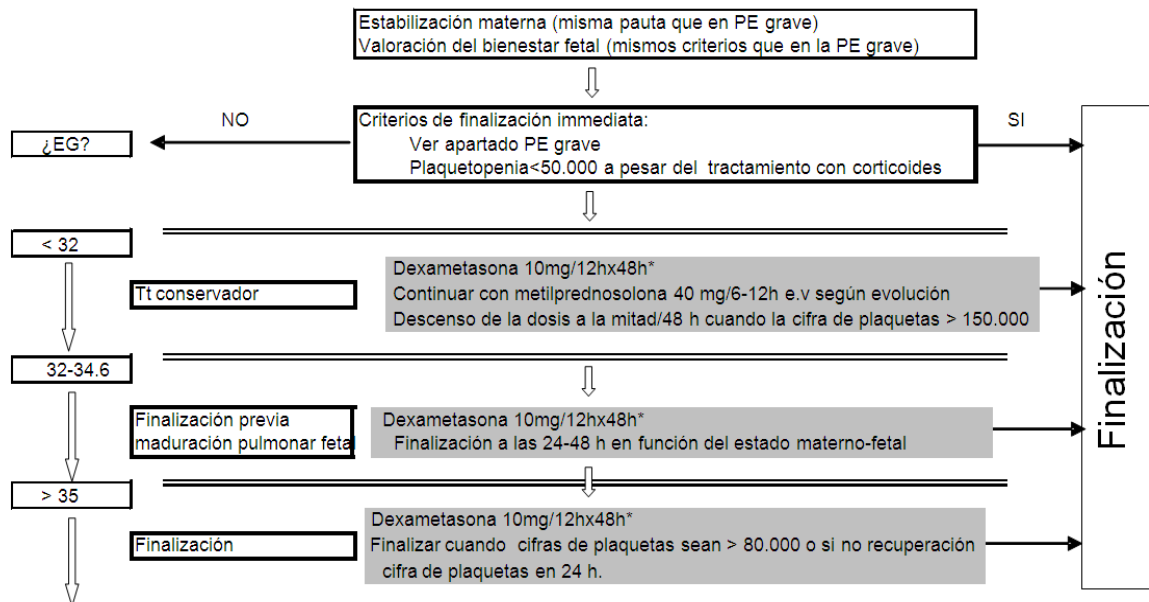 Estabilización materna (misma pauta que en PE grave)
Valoración del bienestar fetal (mismos criterios que en la PE grave)
NO
SI
¿EG?
Criterios de finalización immediata:
Ver apartado PE grave
Plaquetopenia<50.000 a pesar del tractamiento con corticoides
< 32
Tt conservador
Dexametasona 10mg/12hx48h*
Continuar con metilprednosolona 40 mg/6-12h e.v según evolución
Descenso de la dosis a la mitad/48 h cuando la cifra de plaquetas > 150.000
32-34.6
Finalización previa
maduración pulmonar fetal
Dexametasona 10mg/12hx48h*
Finalización a las 24-48 h en función del estado materno-fetal
> 35
Finalización
Dexametasona 10mg/12hx48h*
Finalizar cuando cifras de plaquetas sean > 80.000 o si no recuperación
cifra de plaquetas en 24 h.
Finalización